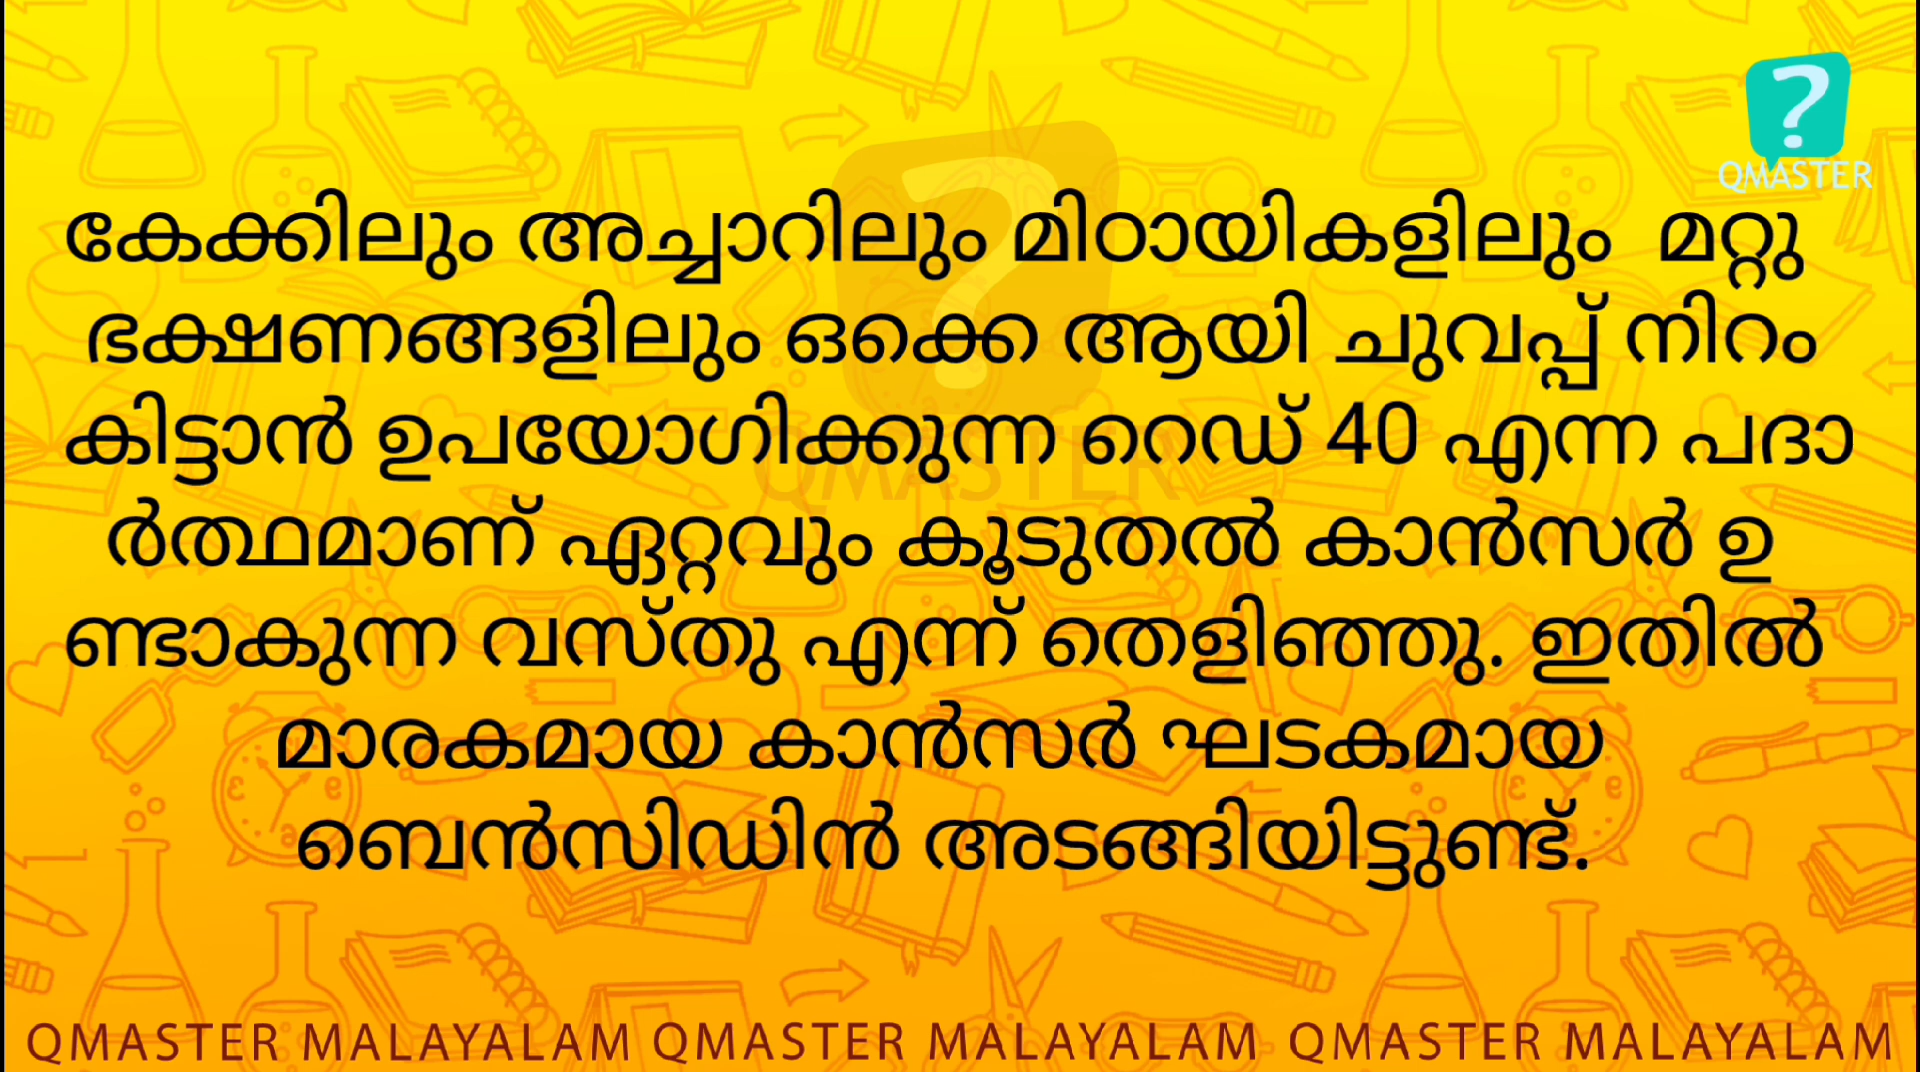 QMASTER
കേക്കിലും അച്ചാറിലും മിഠായികളിലും മറ്റു
ഭക്ഷണങ്ങളിലും ഒക്കെ ആയി ചുവപ്പ് നിറം
കിട്ടാൻ ഉപയോഗിക്കുന്ന റെഡ് 40 എന്ന പദാ
ർത്ഥമാണ് ഏറ്റവും കൂടുതൽ കാൻസർ ഉ
ണ്ടാകുന്ന വസ്തു എന്ന് തെളിഞ്ഞു. ഇതിൽ
മാരകമായ കാൻസർ ഘടകമായ
ബെൻസിഡിൻ അടങ്ങിയിട്ടുണ്ട്.
QMASTER
QMASTER MALAYALAM QMASTER MALAYALAM QMASTER MALAYALAM